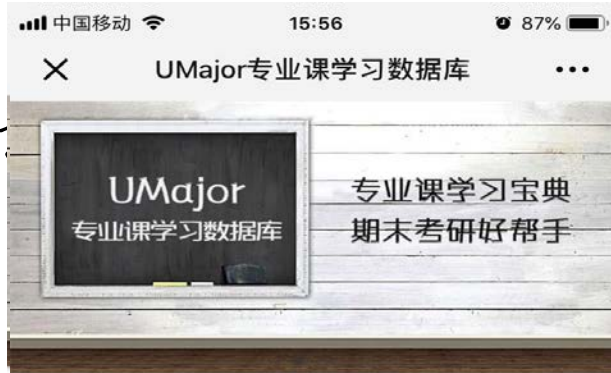 中国移动 15:56 87%
UMajor专业课学习数据库
UMajor
专业课学习数据库
专业课学习宝典
期末考研好帮手